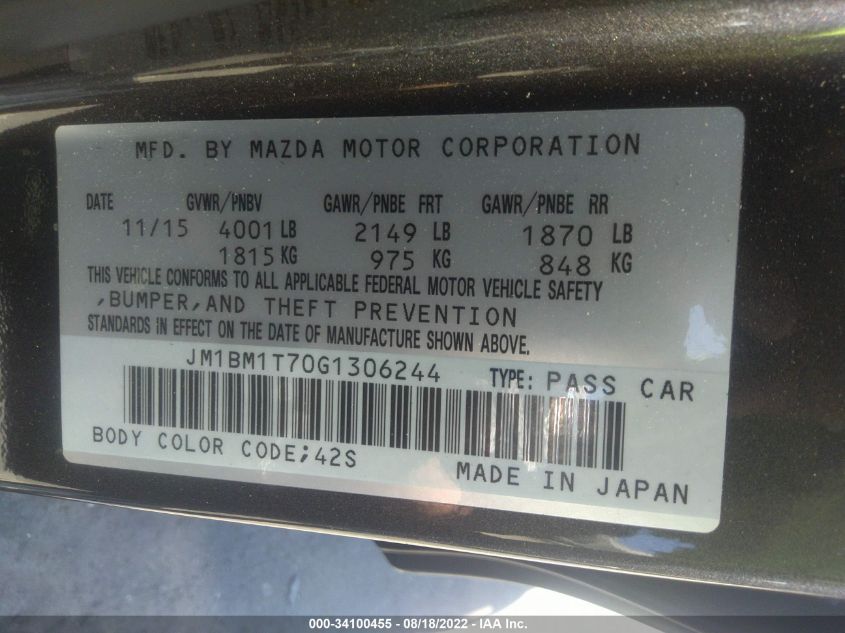 MFD. BY MAZDA MOTOR CORPORATION
DATE GVWR/PNBV GAWR/PNBE FRT GAWR/PNBE RR
11/15 4001 LB 2149 LB 1870 LB
1815 KG 975 KG 848 KG
THIS VEHICLE CONFORMS TO ALL APPLICABLE FEDERAL MOTOR VEHICLE SAFETY
,BUMPER,AND THEFT PREVENTION
STANDARDS IN EFFECT ON THE DATE OF MANUFACTURE SHOWN ABOVE.
JM1BM1T70G1306244 TYPE: PASS CAR
BODY COLOR CODE;42S
MADE IN JAPAN
000-34100455 - 08/18/2022 - IAA Inc.